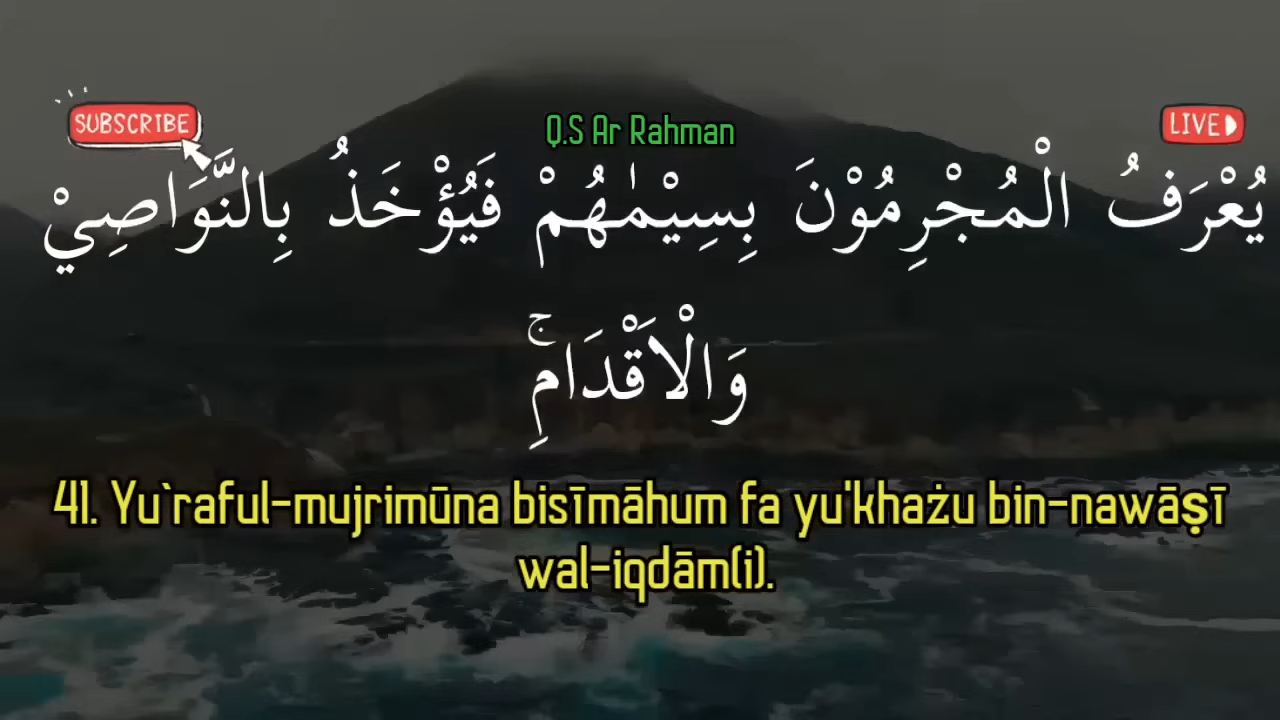 SUBSCRIBE
Q.S Ar Rahman
LIVE
يُعْرَفُ الْمُجْرِمُوْنَ بِسِيْمٰهُمْ فَيُؤْخَذُ بِالنَّوَاصِيْ
وَالْاَقْدَامِۚ
41. Yu`raful-mujrimūna bisīmāhum fa yu'khażu bin-nawāṣī
wal-iqdām(i).